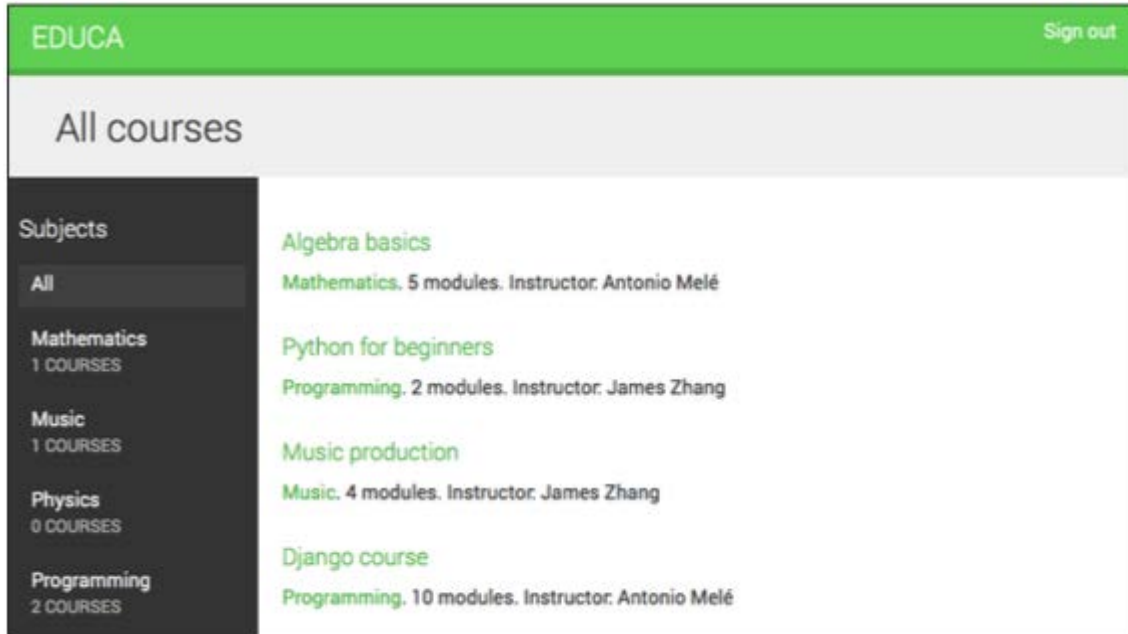 EDUCA
Sign out
All courses
Subjects
All
Mathematics
1 COURSES
Music
1 COURSES
Physics
0 COURSES
Programming
2 COURSES
Algebra basics
Mathematics. 5 modules. Instructor: Antonio Melé
Python for beginners
Programming. 2 modules. Instructor: James Zhang
Music production
Music. 4 modules. Instructor: James Zhang
Django course
Programming. 10 modules. Instructor: Antonio Melé